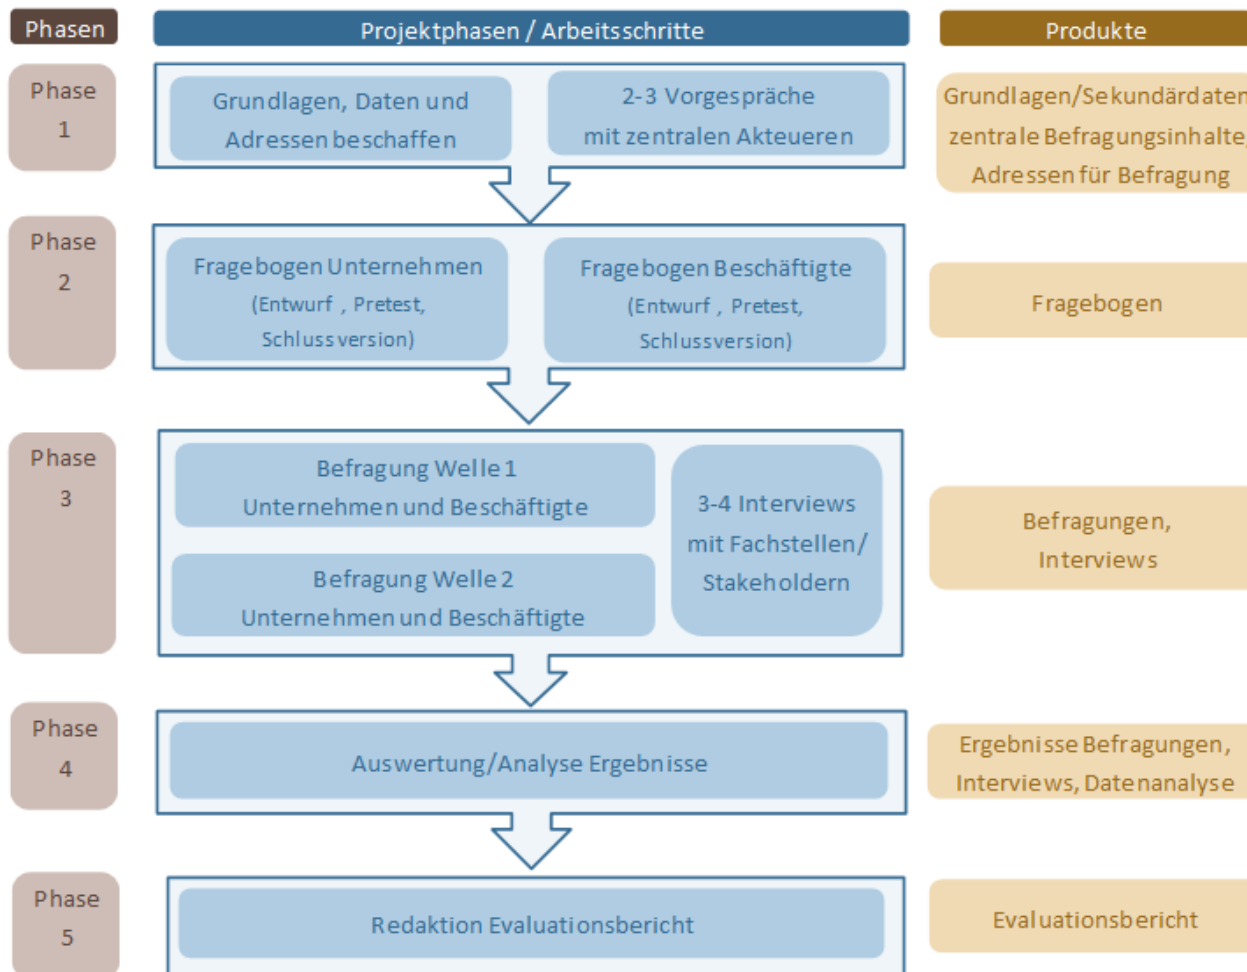 Phasen
Projektphasen / Arbeitsschritte
Produkte
Phase
1
Grundlagen, Daten und
Adressen beschaffen
2-3 Vorgespräche
mit zentralen Akteueren
Grundlagen/Sekundärdaten
zentrale Befragungsinhalte,
Adressen für Befragung
Phase
2
Fragebogen Unternehmen
(Entwurf , Pretest,
Schlussversion)
Fragebogen Beschäftigte
(Entwurf , Pretest,
Schlussversion)
Fragebogen
Phase
3
Befragung Welle 1
Unternehmen und Beschäftigte
Befragung Welle 2
Unternehmen und Beschäftigte
3-4 Interviews
mit Fachstellen/
Stakeholdern
Befragungen,
Interviews
Phase
4
Auswertung/Analyse Ergebnisse
Ergebnisse Befragungen,
Interviews, Datenanalyse
Phase
5
Redaktion Evaluationsbericht
Evaluationsbericht